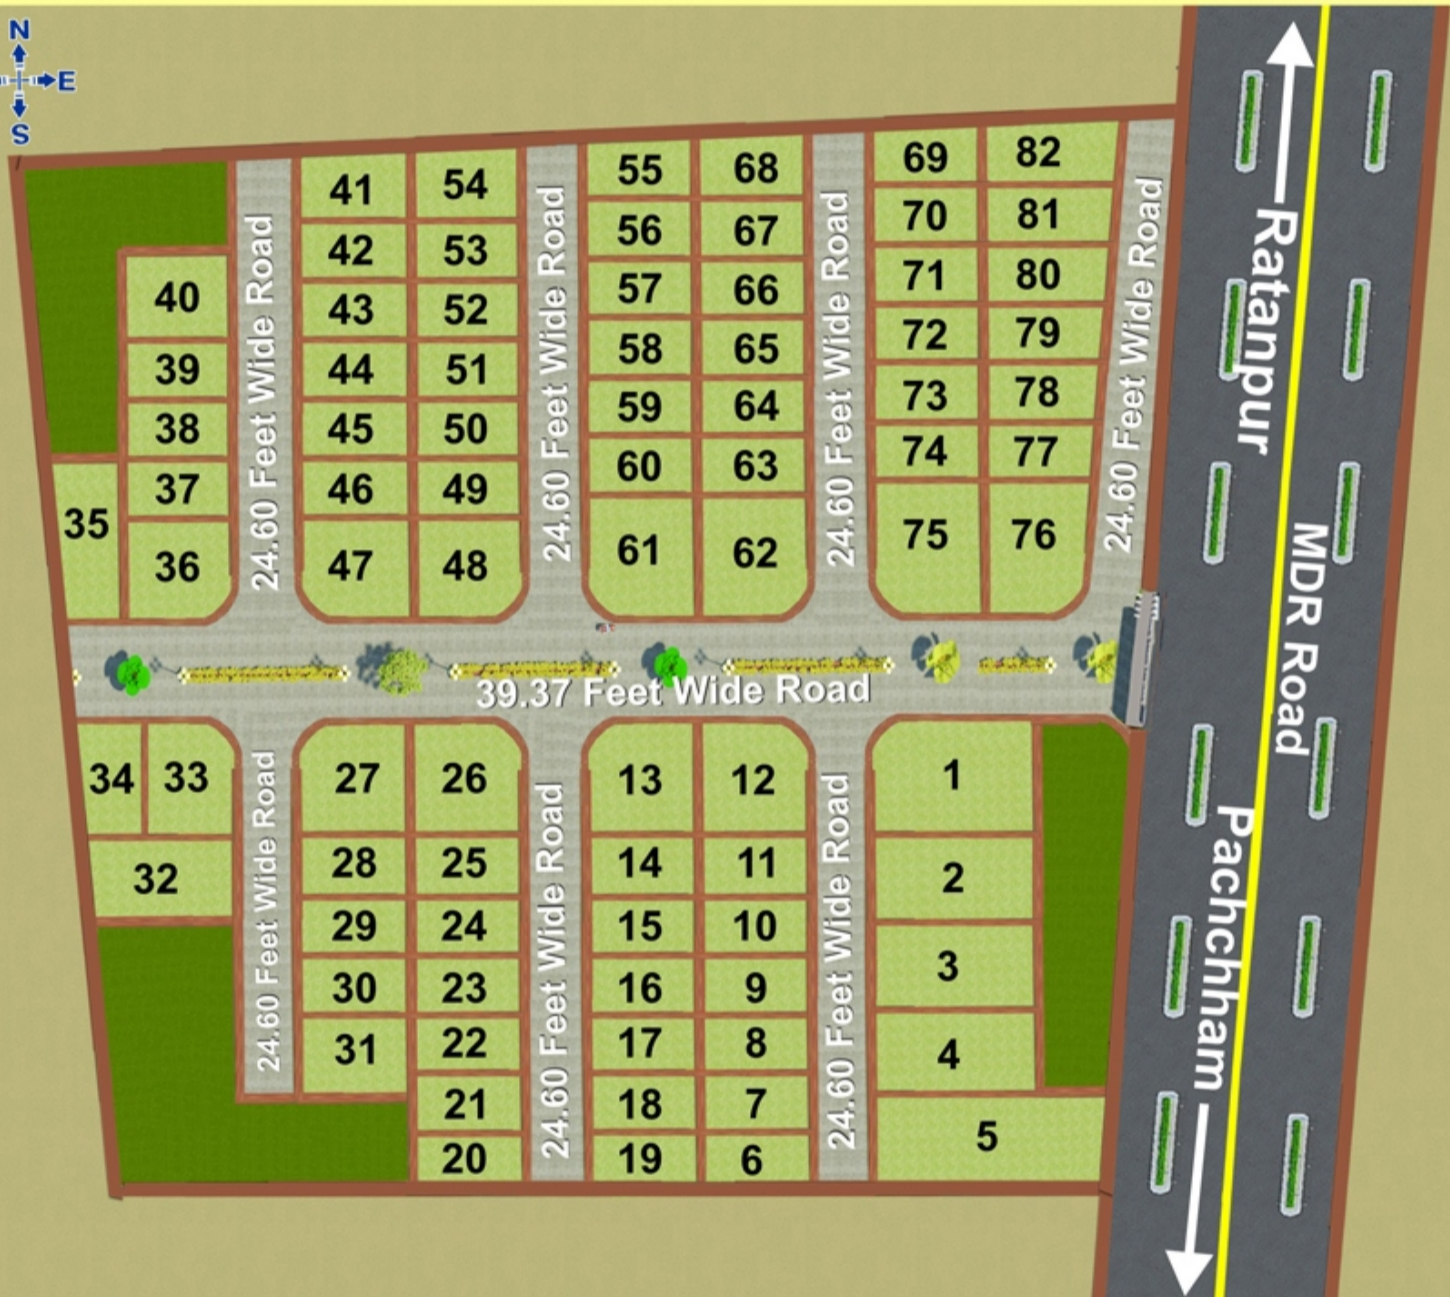 N
E
S
41 54 55 68 69 82
42 53 56 67 70 81
40 43 52 57 66 71 80
39 44 51 58 65 72 79
38 45 50 59 64 73 78
37 46 49 60 63 74 77
35 36 47 48 61 62 75 76
24.60 Feet Wide Road
24.60 Feet Wide Road
24.60 Feet Wide Road
24.60 Feet Wide Road
39.37 Feet Wide Road
34 33 27 26 13 12 1
32 28 25 14 11 2
29 24 15 10 3
30 23 16 9
31 22 17 8 4
21 18 7 5
20 19 6
24.60 Feet Wide Road
24.60 Feet Wide Road
24.60 Feet Wide Road
Ratanpur
MDR Road
Pachchham